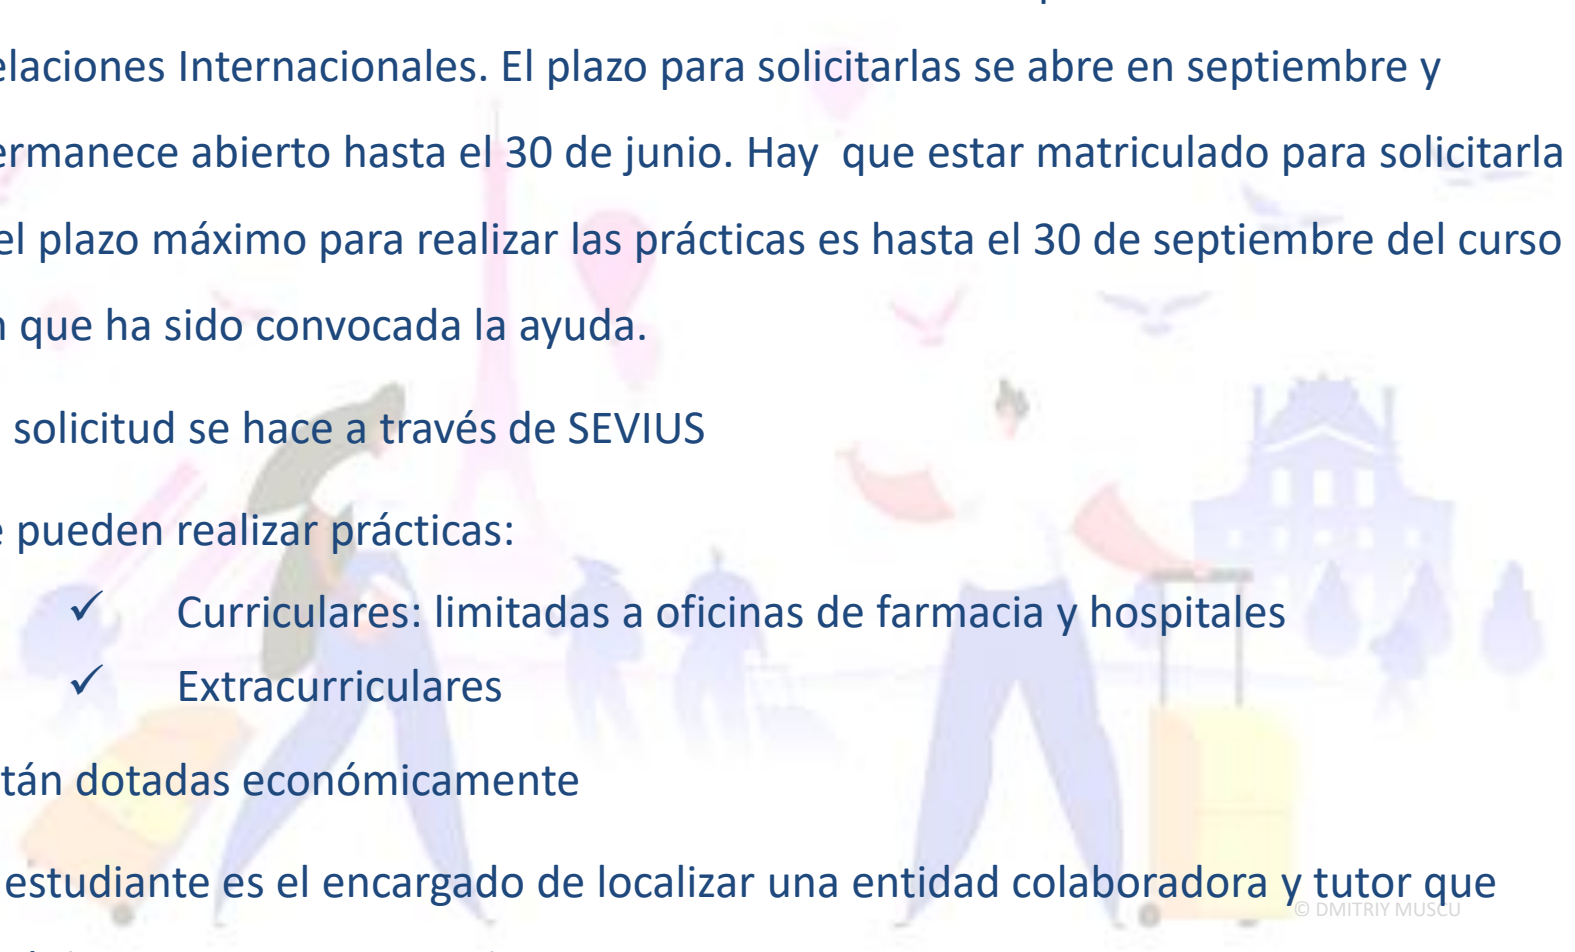 elaciones Internacionales. El plazo para solicitarlas se abre en septiembre y
ermanece abierto hasta el 30 de junio. Hay  que estar matriculado para solicitarla
el plazo máximo para realizar las prácticas es hasta el 30 de septiembre del curso
que ha sido convocada la ayuda.
solicitud se hace a través de SEVIUS
pueden realizar prácticas:
✓ Curriculares: limitadas a oficinas de farmacia y hospitales
✓ Extracurriculares
tán dotadas económicamente
estudiante es el encargado de localizar una entidad colaboradora y tutor que
© DMITRIY MUSCU